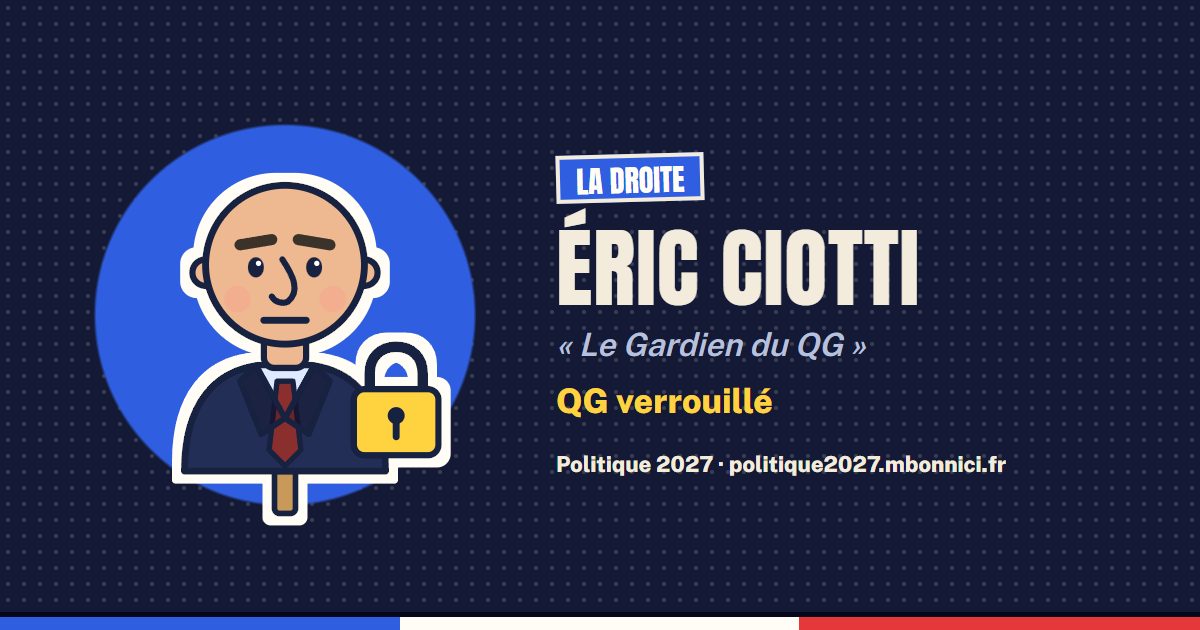 LA DROITE
ÉRIC CIOTTI
« Le Gardien du QG »
QG verrouillé
Politique 2027 · politique2027.mbonnici.fr